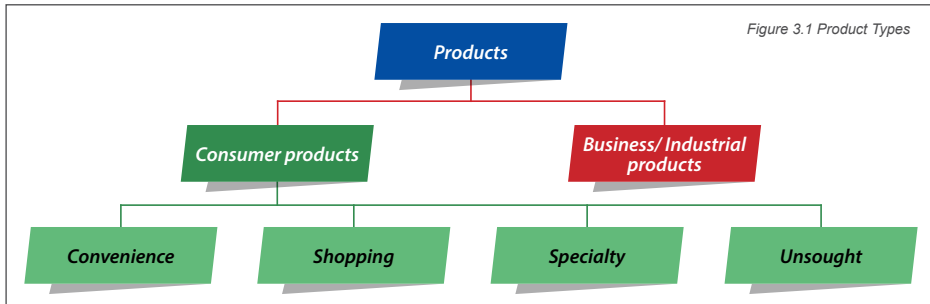 Figure 3.1 Product Types
Products
Consumer products
Business/ Industrial
products
Convenience
Shopping
Specialty
Unsought